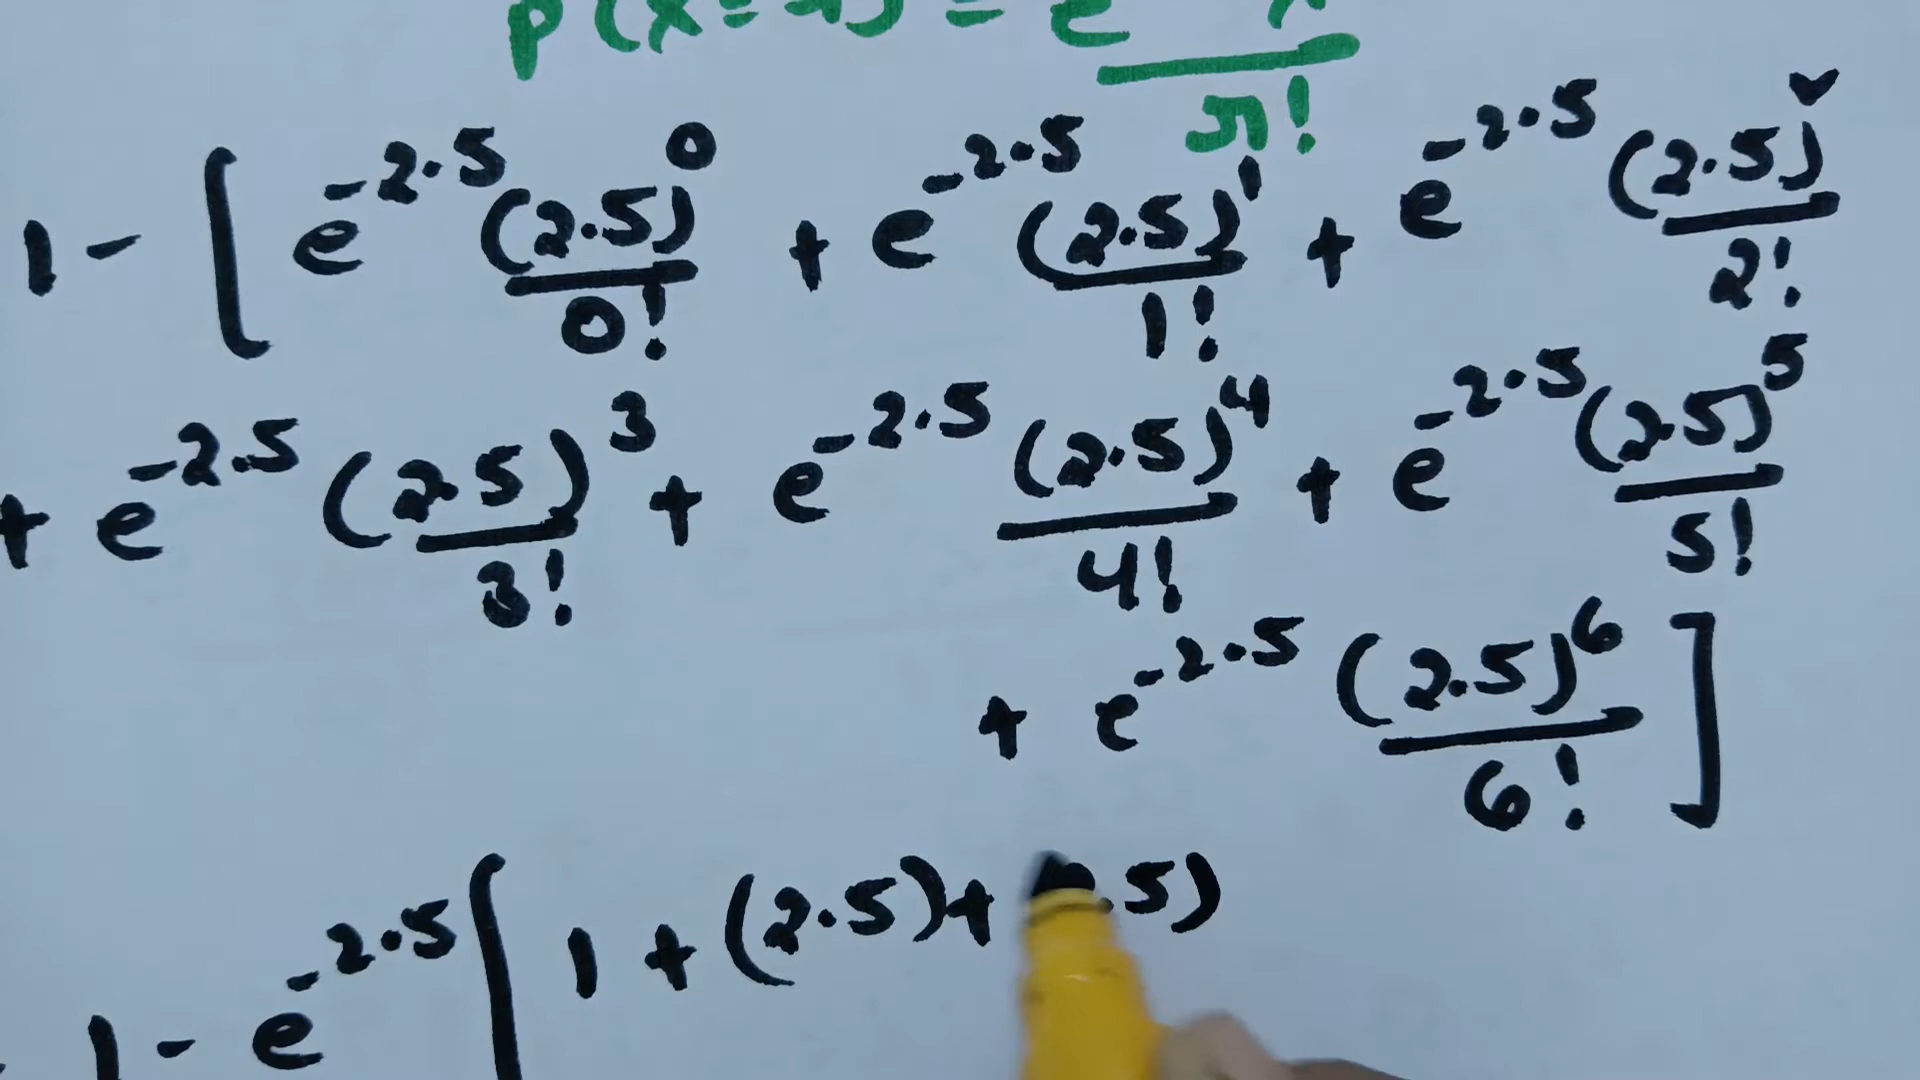 P(X=x) = e
x!
1 - [ e^-2.5 (2.5)^0 / 0! + e^-2.5 (2.5)^1 / 1! + e^-2.5 (2.5)^2 / 2!
+ e^-2.5 (2.5)^3 / 3! + e^-2.5 (2.5)^4 / 4! + e^-2.5 (2.5)^5 / 5!
+ e^-2.5 (2.5)^6 / 6! ]
1 - e^-2.5 [ 1 + (2.5) + .5)